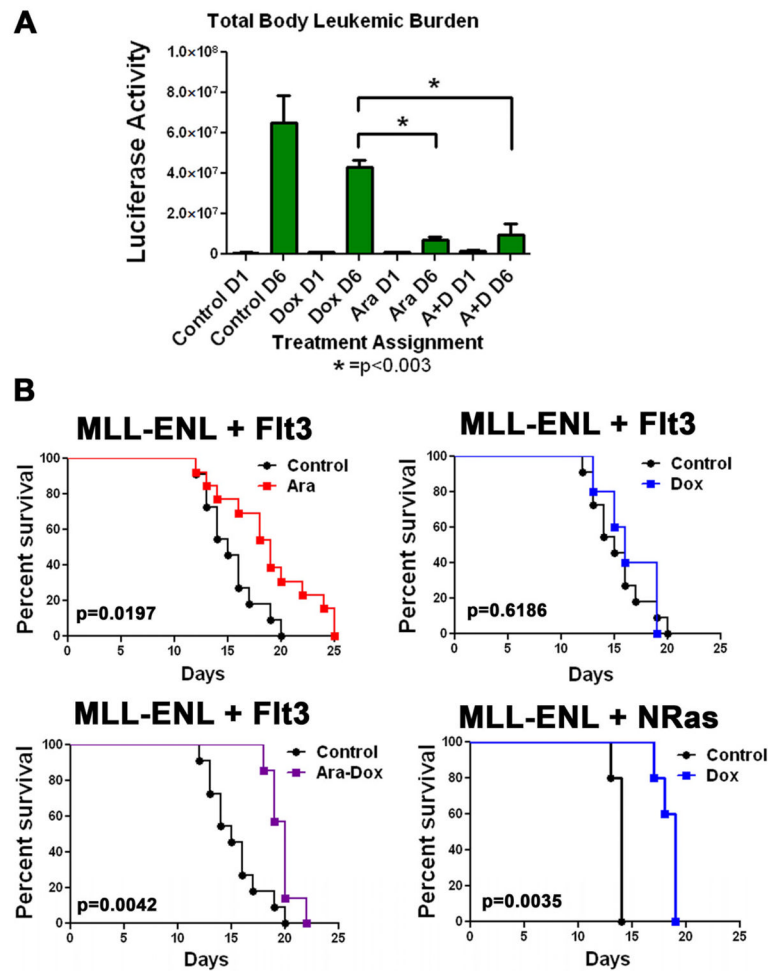 A
Total Body Leukemic Burden
Luciferase Activity
1.0×10⁸
8.0×10⁷
6.0×10⁷
4.0×10⁷
2.0×10⁷
0
*
*
Control D1
Control D6
Dox D1
Dox D6
Ara D1
Ara D6
A+D D1
A+D D6
Treatment Assignment
*=p<0.003
B
MLL-ENL + Flt3
Percent survival
100
80
60
40
20
0
Control
Ara
p=0.0197
0 5 10 15 20 25
Days
MLL-ENL + Flt3
Percent survival
100
80
60
40
20
0
Control
Dox
p=0.6186
0 5 10 15 20 25
Days
MLL-ENL + Flt3
Percent survival
100
80
60
40
20
0
Control
Ara-Dox
p=0.0042
0 5 10 15 20 25
Days
MLL-ENL + NRas
Percent survival
100
80
60
40
20
0
Control
Dox
p=0.0035
0 5 10 15 20 25
Days